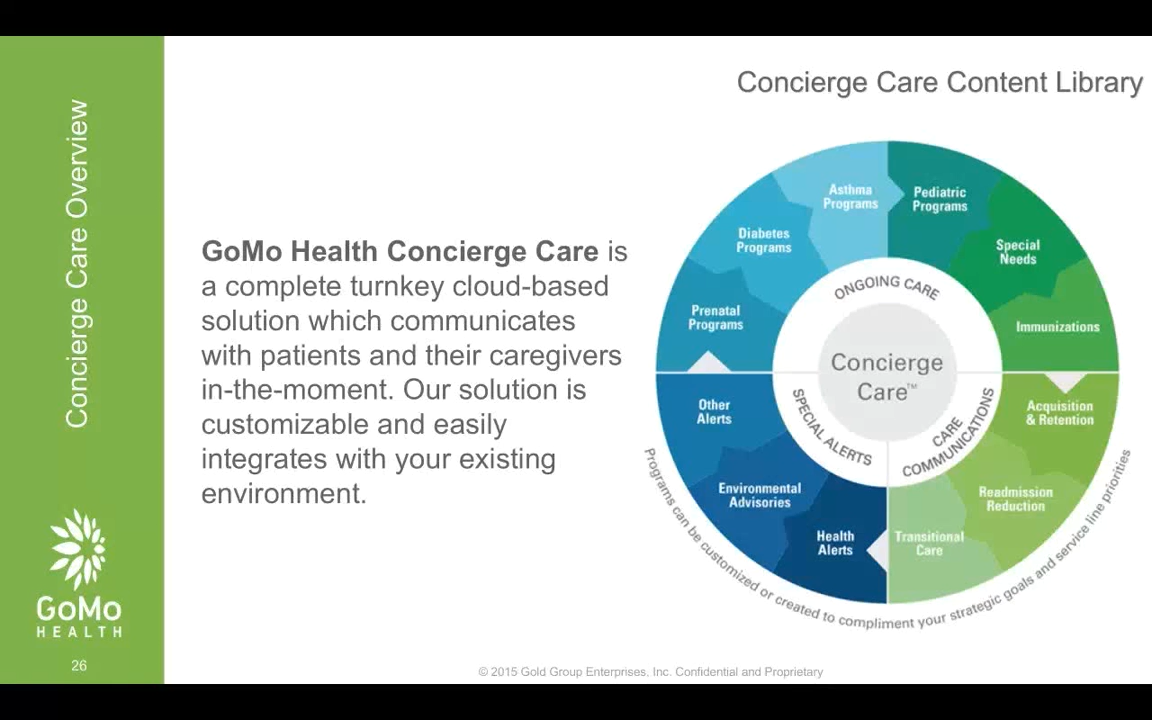 Concierge Care Overview
GoMo
HEALTH
26
Concierge Care Content Library
GoMo Health Concierge Care is
a complete turnkey cloud-based
solution which communicates
with patients and their caregivers
in-the-moment. Our solution is
customizable and easily
integrates with your existing
environment.
Asthma
Programs
Pediatric
Programs
Special
Needs
Immunizations
Acquisition
& Retention
Readmission
Reduction
Transitional
Care
Health
Alerts
Environmental
Advisories
Other
Alerts
Prenatal
Programs
Diabetes
Programs
ONGOING CARE
CARE
COMMUNICATIONS
SPECIAL ALERTS
Concierge
Care™
Programs can be customized or created to compliment your strategic goals and service line priorities
© 2015 Gold Group Enterprises, Inc. Confidential and Proprietary